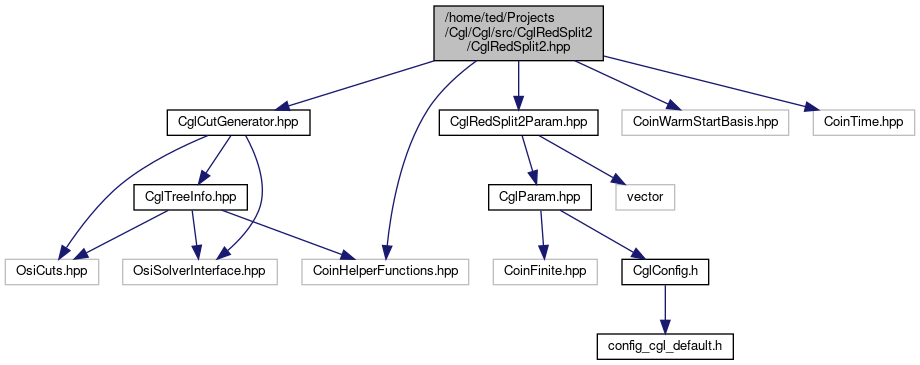 /home/ted/Projects
/Cgl/Cgl/src/CglRedSplit2
/CglRedSplit2.hpp
CglCutGenerator.hpp
CglRedSplit2Param.hpp
CoinWarmStartBasis.hpp
CoinTime.hpp
CglTreeInfo.hpp
CglParam.hpp
vector
OsiCuts.hpp
OsiSolverInterface.hpp
CoinHelperFunctions.hpp
CoinFinite.hpp
CglConfig.h
config_cgl_default.h